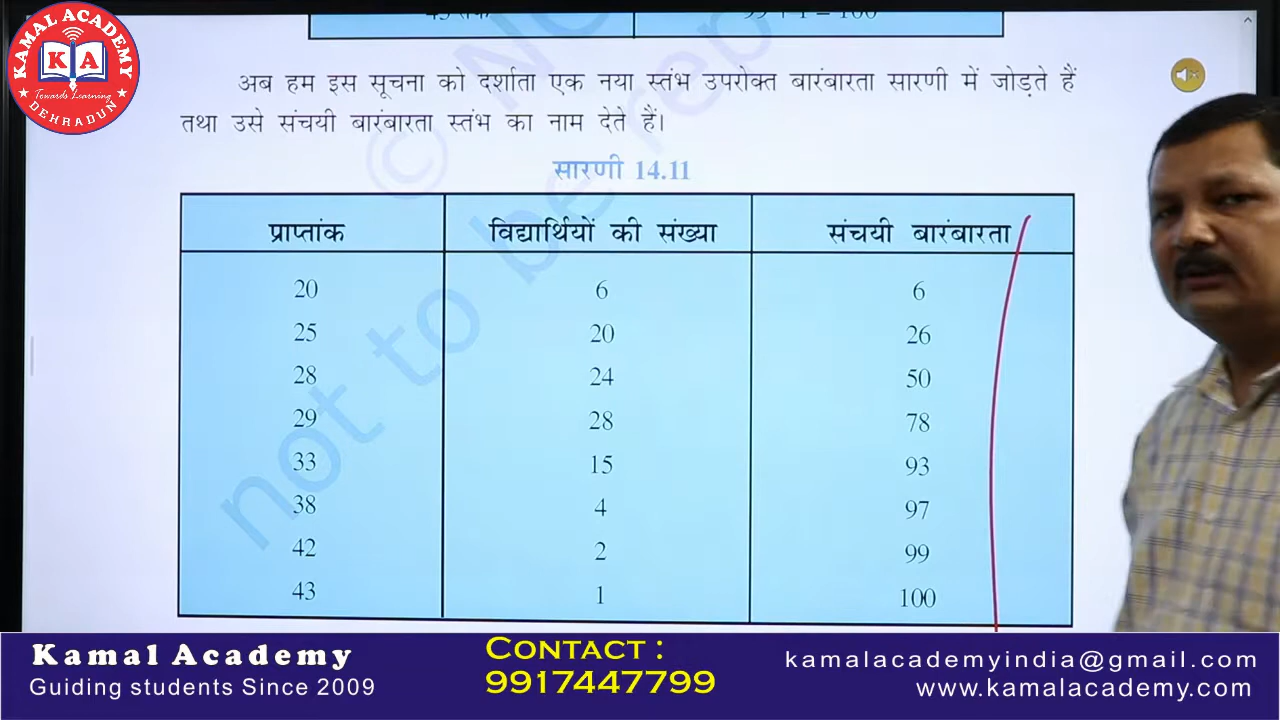 KAMAL ACADEMY
K A
Towards Learning
DEHRADUN
अब हम इस सूचना को दर्शाता एक नया स्तंभ उपरोक्त बारंबारता सारणी में जोड़ते हैं
तथा उसे संचयी बारंबारता स्तंभ का नाम देते हैं।
सारणी 14.11
प्राप्तांक विद्यार्थियों की संख्या संचयी बारंबारता
20 6 6
25 20 26
28 24 50
29 28 78
33 15 93
38 4 97
42 2 99
43 1 100
not to be
Kamal Academy
Guiding students Since 2009
CONTACT :
9917447799
kamalacademyindia@gmail.com
www.kamalacademy.com